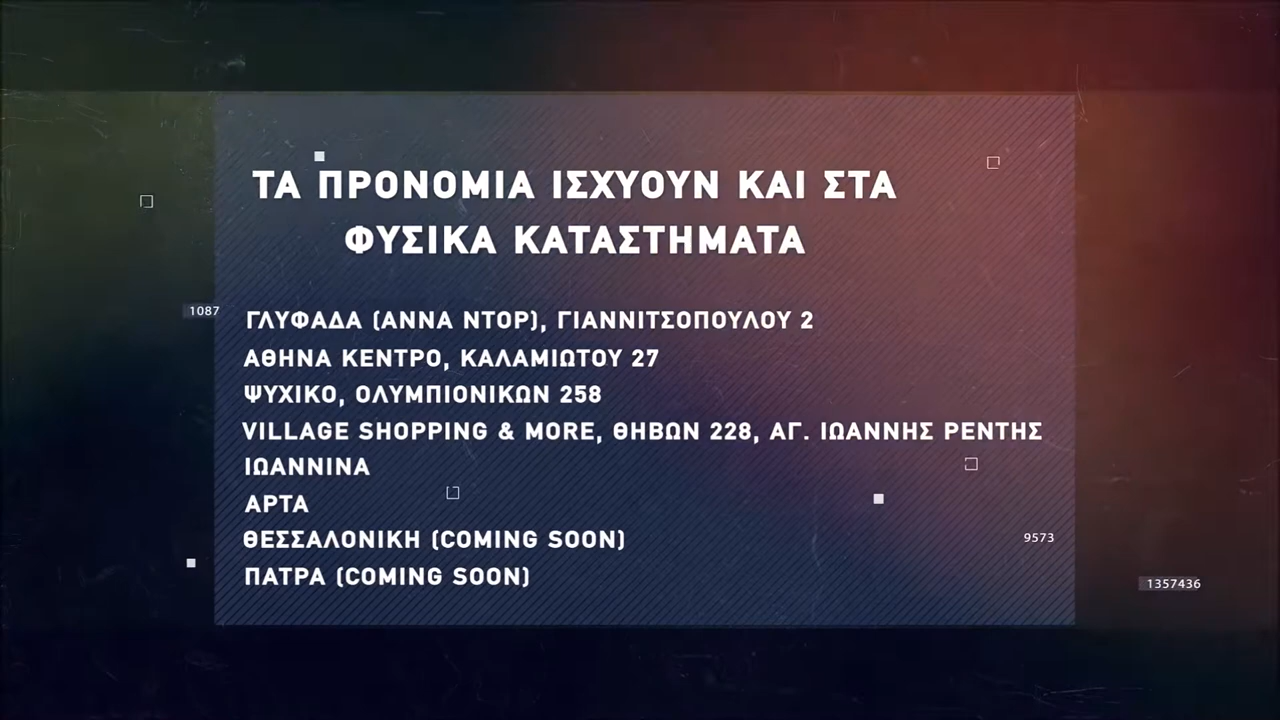 ΤΑ ΠΡΟΝΟΜΙΑ ΙΣΧΥΟΥΝ ΚΑΙ ΣΤΑ
ΦΥΣΙΚΑ ΚΑΤΑΣΤΗΜΑΤΑ
1087
ΓΛΥΦΑΔΑ (ΑΝΝΑ ΝΤΟΡ), ΓΙΑΝΝΙΤΣΟΠΟΥΛΟΥ 2
ΑΘΗΝΑ ΚΕΝΤΡΟ, ΚΑΛΑΜΙΩΤΟΥ 27
ΨΥΧΙΚΟ, ΟΛΥΜΠΙΟΝΙΚΩΝ 258
VILLAGE SHOPPING & MORE, ΘΗΒΩΝ 228, ΑΓ. ΙΩΑΝΝΗΣ ΡΕΝΤΗΣ
ΙΩΑΝΝΙΝΑ
ΑΡΤΑ
ΘΕΣΣΑΛΟΝΙΚΗ (COMING SOON)
9573
ΠΑΤΡΑ (COMING SOON)
1357436